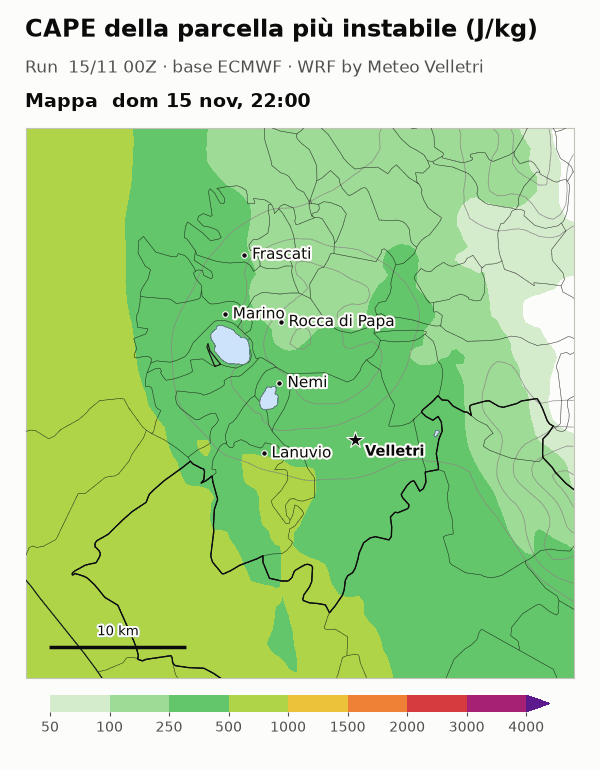 CAPE della parcella più instabile (J/kg)
Run  15/11 00Z · base ECMWF · WRF by Meteo Velletri
Mappa  dom 15 nov, 22:00
Frascati
Marino
Rocca di Papa
Nemi
Velletri
Lanuvio
10 km
50 100 250 500 1000 1500 2000 3000 4000